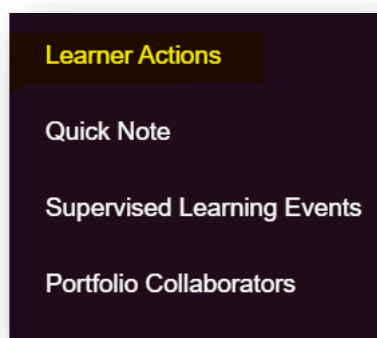 Learner Actions
Quick Note
Supervised Learning Events
Portfolio Collaborators